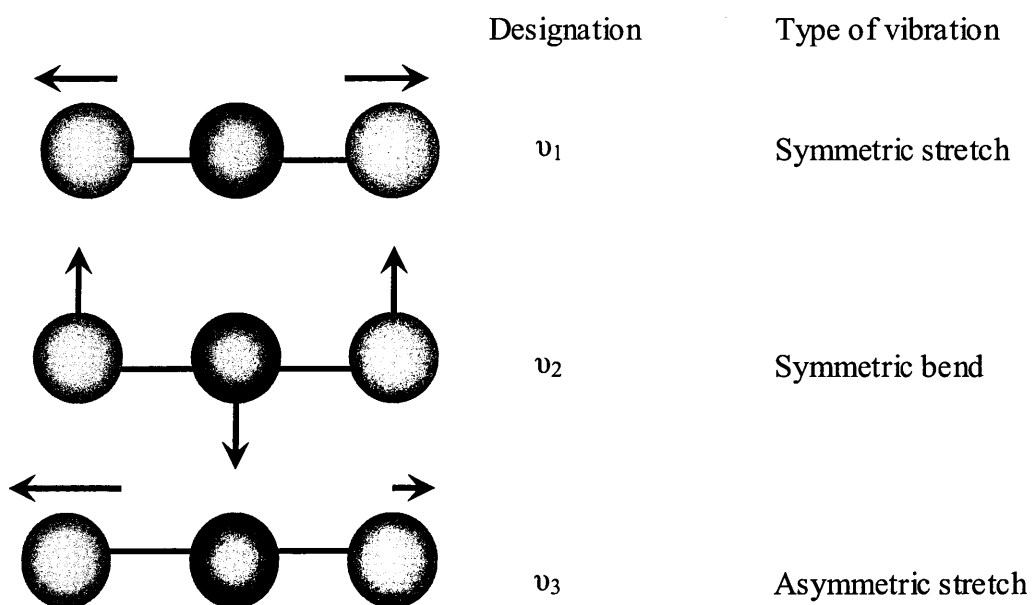 Designation Type of vibration
υ₁ Symmetric stretch
υ₂ Symmetric bend
υ₃ Asymmetric stretch